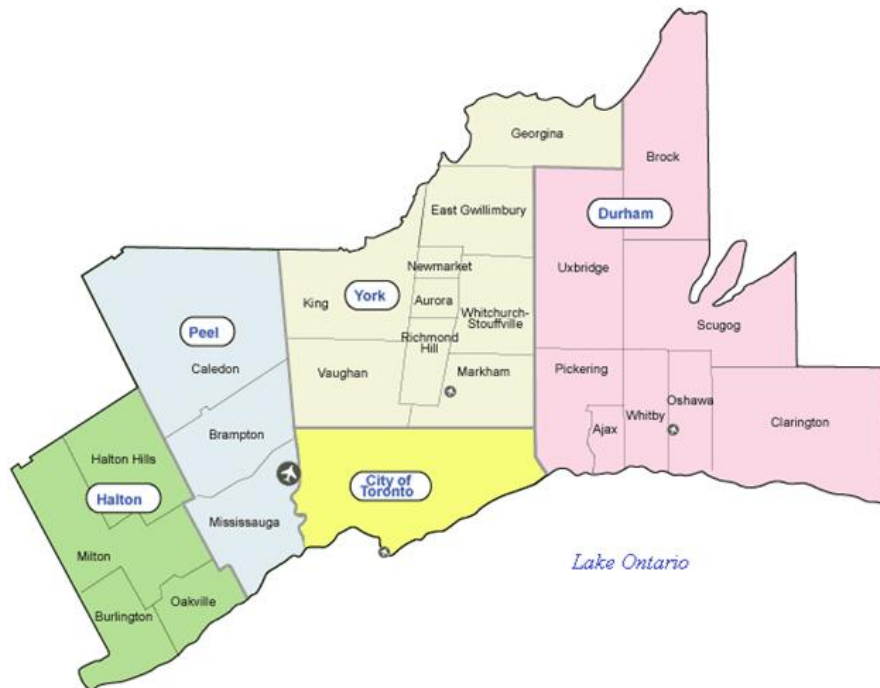 Georgina
Brock
East Gwillimbury
Durham
Newmarket
Uxbridge
King
York
Aurora
Whitchurch-
Stouffville
Peel
Richmond
Hill
Scugog
Caledon
Vaughan
Markham
Pickering
Oshawa
Whitby
Ajax
Clarington
Brampton
Halton Hills
City of
Toronto
Halton
Mississauga
Milton
Lake Ontario
Oakville
Burlington